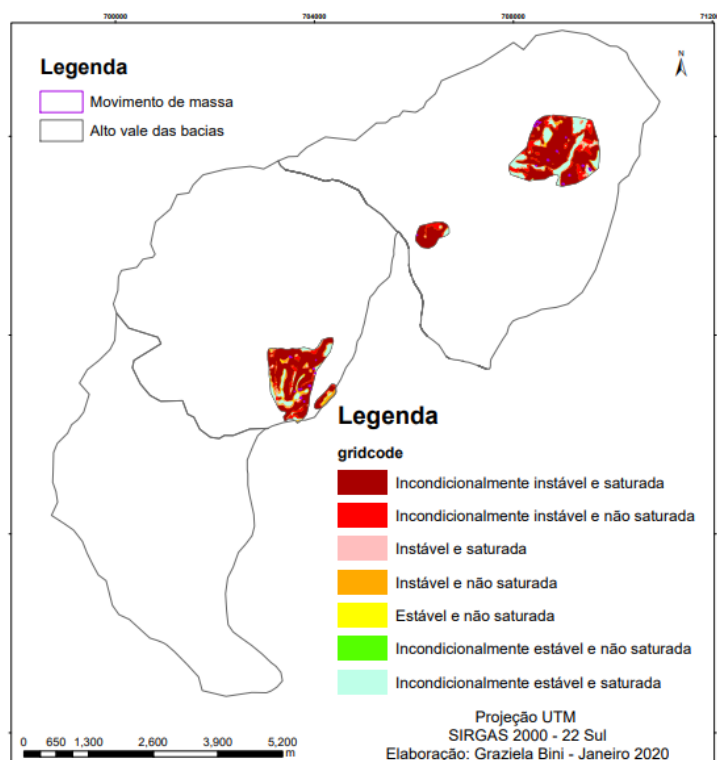 700000 704000 708000 71200
N
Legenda
Movimento de massa
Alto vale das bacias
Legenda
gridcode
Incondicionalmente instável e saturada
Incondicionalmente instável e não saturada
Instável e saturada
Instável e não saturada
Estável e não saturada
Incondicionalmente estável e não saturada
Incondicionalmente estável e saturada
Projeção UTM
SIRGAS 2000 - 22 Sul
Elaboração: Graziela Bini - Janeiro 2020
0 650 1,300 2,600 3,900 5,200
m